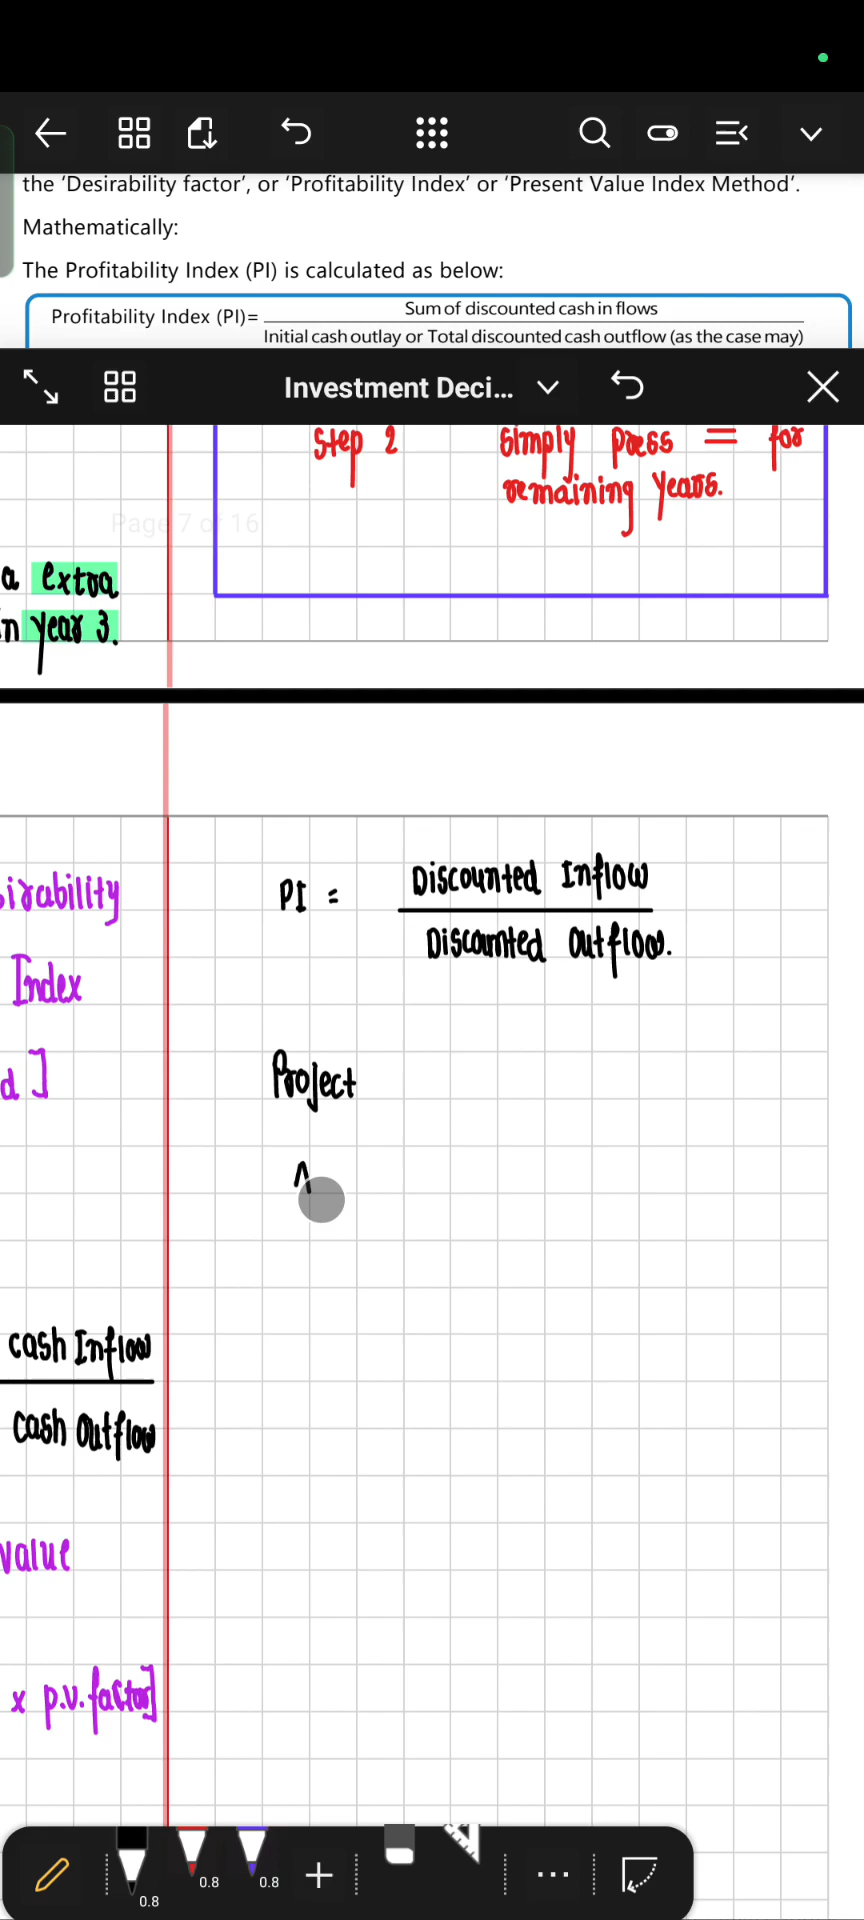 the ‘Desirability factor’, or ‘Profitability Index’ or ‘Present Value Index Method’.
Mathematically:
The Profitability Index (PI) is calculated as below:
Profitability Index (PI)= Sum of discounted cash in flows
Initial cash outlay or Total discounted cash outflow (as the case may)
Investment Deci...
Step 2 Simply press = for
remaining years.
Page 7 of 16
a extra
n year 3.
sirability
Index
d ]
PI = Discounted Inflow
Discounted Outflow.
Project
cash Inflow
cash outflow
value
x p.v. factor]
0.8
0.8
0.8